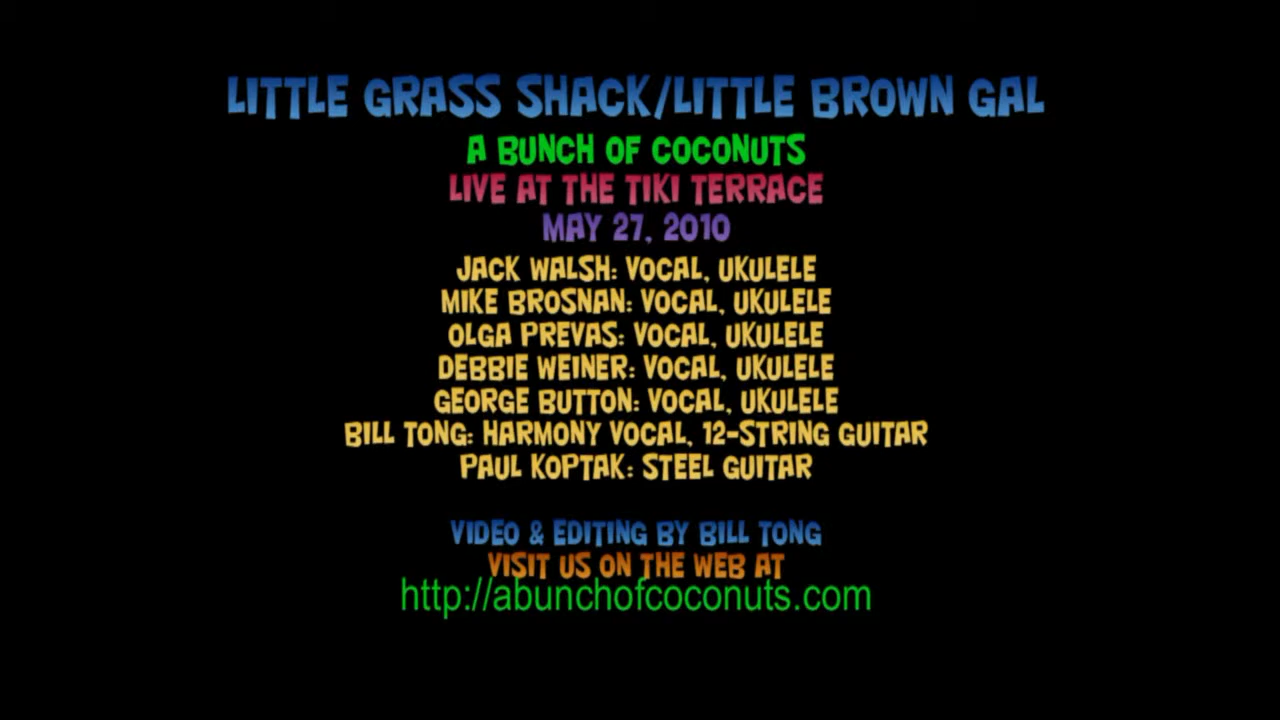 LITTLE GRASS SHACK/LITTLE BROWN GAL
A BUNCH OF COCONUTS
LIVE AT THE TIKI TERRACE
MAY 27, 2010
JACK WALSH: VOCAL, UKULELE
MIKE BROSNAN: VOCAL, UKULELE
OLGA PREVAS: VOCAL, UKULELE
DEBBIE WEINER: VOCAL, UKULELE
GEORGE BUTTON: VOCAL, UKULELE
BILL TONG: HARMONY VOCAL, 12-STRING GUITAR
PAUL KOPTAK: STEEL GUITAR
VIDEO & EDITING BY BILL TONG
VISIT US ON THE WEB AT
http://abunchofcoconuts.com